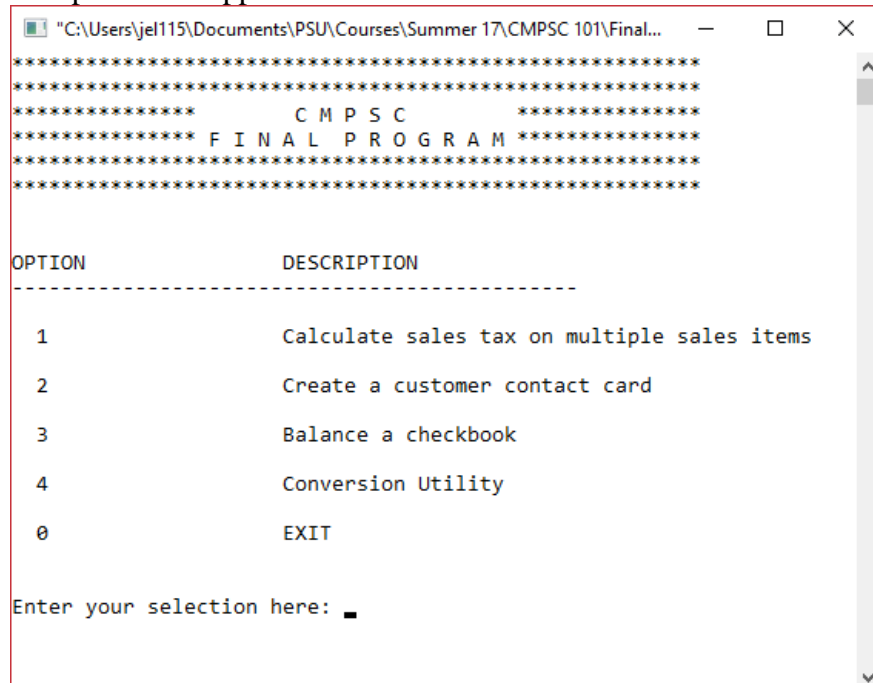 "C:\Users\jel115\Documents\PSU\Courses\Summer 17\CMPSC 101\Final...
********************************************************
********************************************************
*************** C M P S C ***************
*************** F I N A L P R O G R A M ***************
********************************************************
********************************************************
OPTION DESCRIPTION
----------------------------------------------
1 Calculate sales tax on multiple sales items
2 Create a customer contact card
3 Balance a checkbook
4 Conversion Utility
0 EXIT
Enter your selection here: